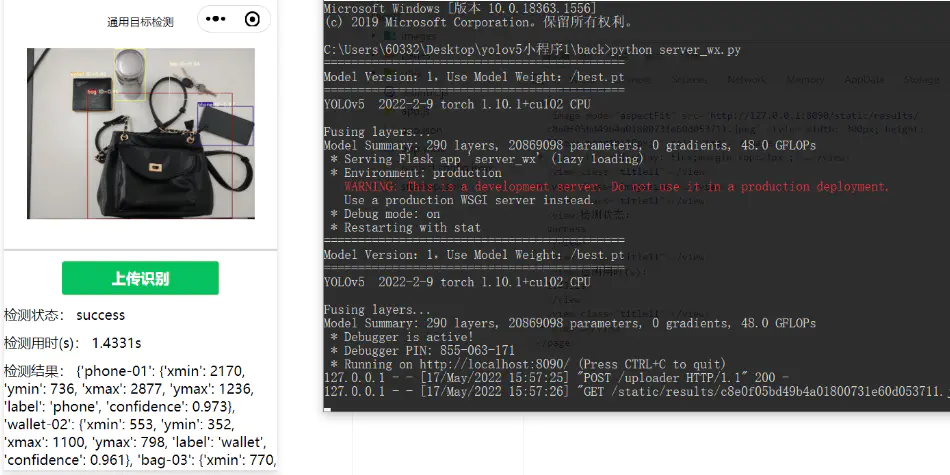 通用目标检测
上传识别
检测状态： success
检测用时(s)： 1.4331s
检测结果： {'phone-01': {'xmin': 2170,
'ymin': 736, 'xmax': 2877, 'ymax': 1236,
'label': 'phone', 'confidence': 0.973},
'wallet-02': {'xmin': 553, 'ymin': 352,
'xmax': 1100, 'ymax': 798, 'label': 'wallet',
'confidence': 0.961}, 'bag-03': {'xmin': 770,
Microsoft Windows [版本 10.0.18363.1556]
(c) 2019 Microsoft Corporation。保留所有权利。
C:\Users\60332\Desktop\yolov5小程序1\back>python server_wx.py
==========================================
Model Version: 1, Use Model Weight: /best.pt
==========================================
YOLOv5 2022-2-9 torch 1.10.1+cu102 CPU
Fusing layers...
Model Summary: 290 layers, 20869098 parameters, 0 gradients, 48.0 GFLOPs
* Serving Flask app 'server_wx' (lazy loading)
* Environment: production
WARNING: This is a development server. Do not use it in a production deployment.
Use a production WSGI server instead.
* Debug mode: on
* Restarting with stat
==========================================
Model Version: 1, Use Model Weight: /best.pt
==========================================
YOLOv5 2022-2-9 torch 1.10.1+cu102 CPU
Fusing layers...
Model Summary: 290 layers, 20869098 parameters, 0 gradients, 48.0 GFLOPs
* Debugger is active!
* Debugger PIN: 855-063-171
* Running on http://localhost:8090/ (Press CTRL+C to quit)
127.0.0.1 - - [17/May/2022 15:57:25] "POST /uploader HTTP/1.1" 200 -
127.0.0.1 - - [17/May/2022 15:57:26] "GET /static/results/c8e0f05bd49b4a01800731e60d053711.